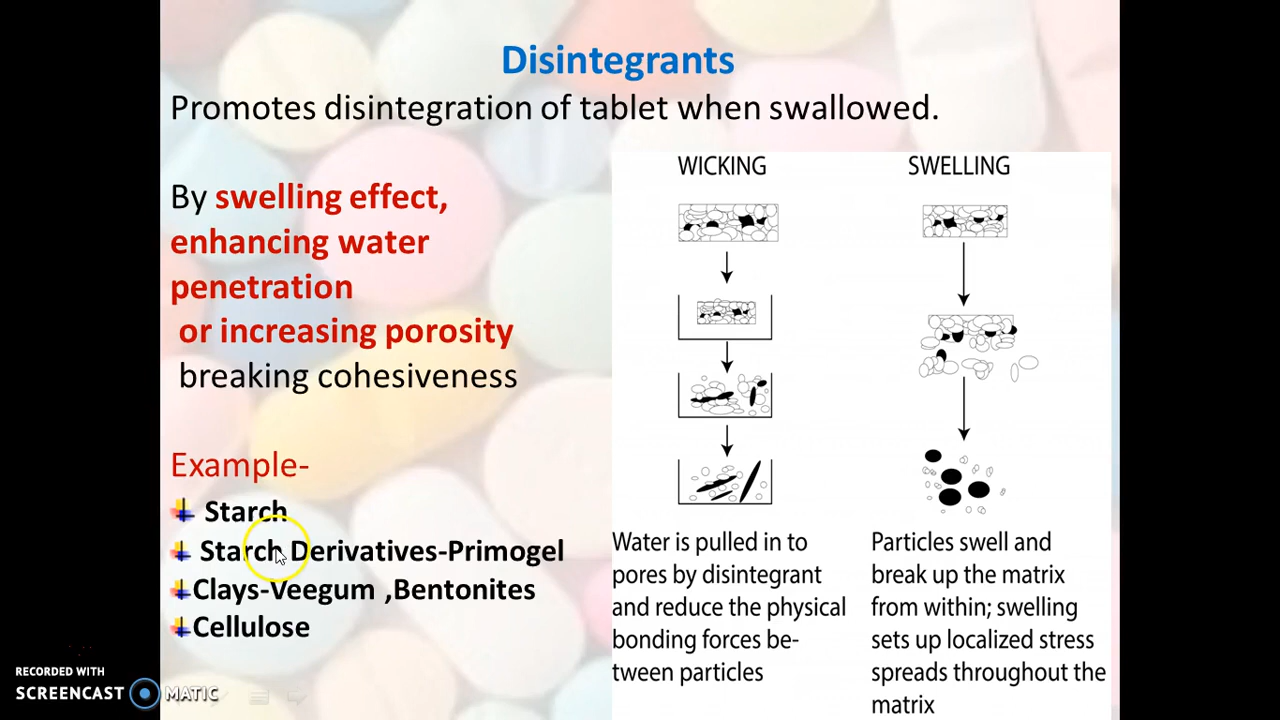 Disintegrants
Promotes disintegration of tablet when swallowed.
By swelling effect,
enhancing water
penetration
or increasing porosity
breaking cohesiveness
Example-
Starch
Starch Derivatives-Primogel
Clays-Veegum ,Bentonites
Cellulose
WICKING
Water is pulled in to
pores by disintegrant
and reduce the physical
bonding forces be-
tween particles
SWELLING
Particles swell and
break up the matrix
from within; swelling
sets up localized stress
spreads throughout the
matrix
RECORDED WITH
SCREENCAST MATIC